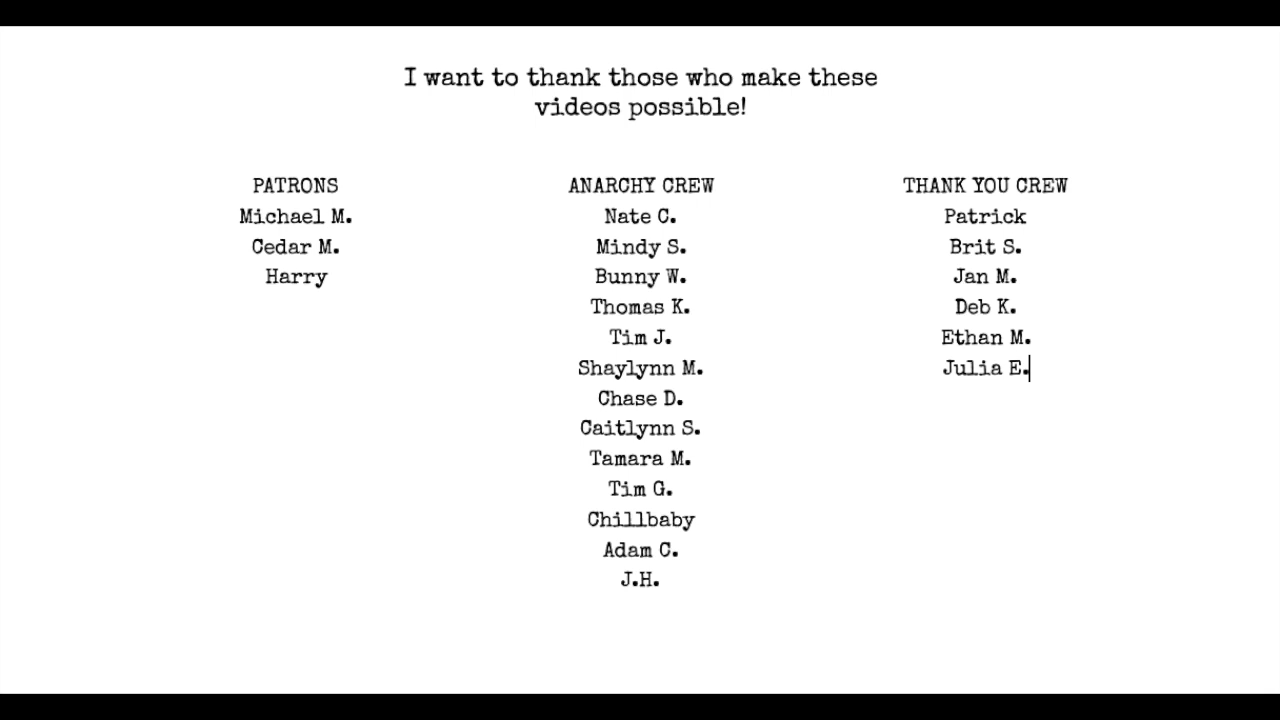 I want to thank those who make these
videos possible!
PATRONS
Michael M.
Cedar M.
Harry
ANARCHY CREW
Nate C.
Mindy S.
Bunny W.
Thomas K.
Tim J.
Shaylynn M.
Chase D.
Caitlynn S.
Tamara M.
Tim G.
Chillbaby
Adam C.
J.H.
THANK YOU CREW
Patrick
Brit S.
Jan M.
Deb K.
Ethan M.
Julia E.